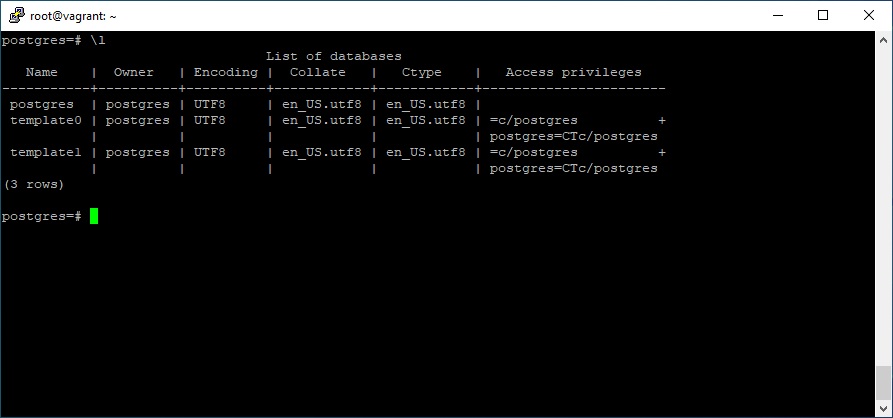 root@vagrant: ~
postgres=# \l
                                 List of databases
   Name    |  Owner   | Encoding |  Collate   |   Ctype    |   Access privileges
-----------+----------+----------+------------+------------+-----------------------
 postgres  | postgres | UTF8     | en_US.utf8 | en_US.utf8 |
 template0 | postgres | UTF8     | en_US.utf8 | en_US.utf8 | =c/postgres          +
           |          |          |            |            | postgres=CTc/postgres
 template1 | postgres | UTF8     | en_US.utf8 | en_US.utf8 | =c/postgres          +
           |          |          |            |            | postgres=CTc/postgres
(3 rows)
postgres=#